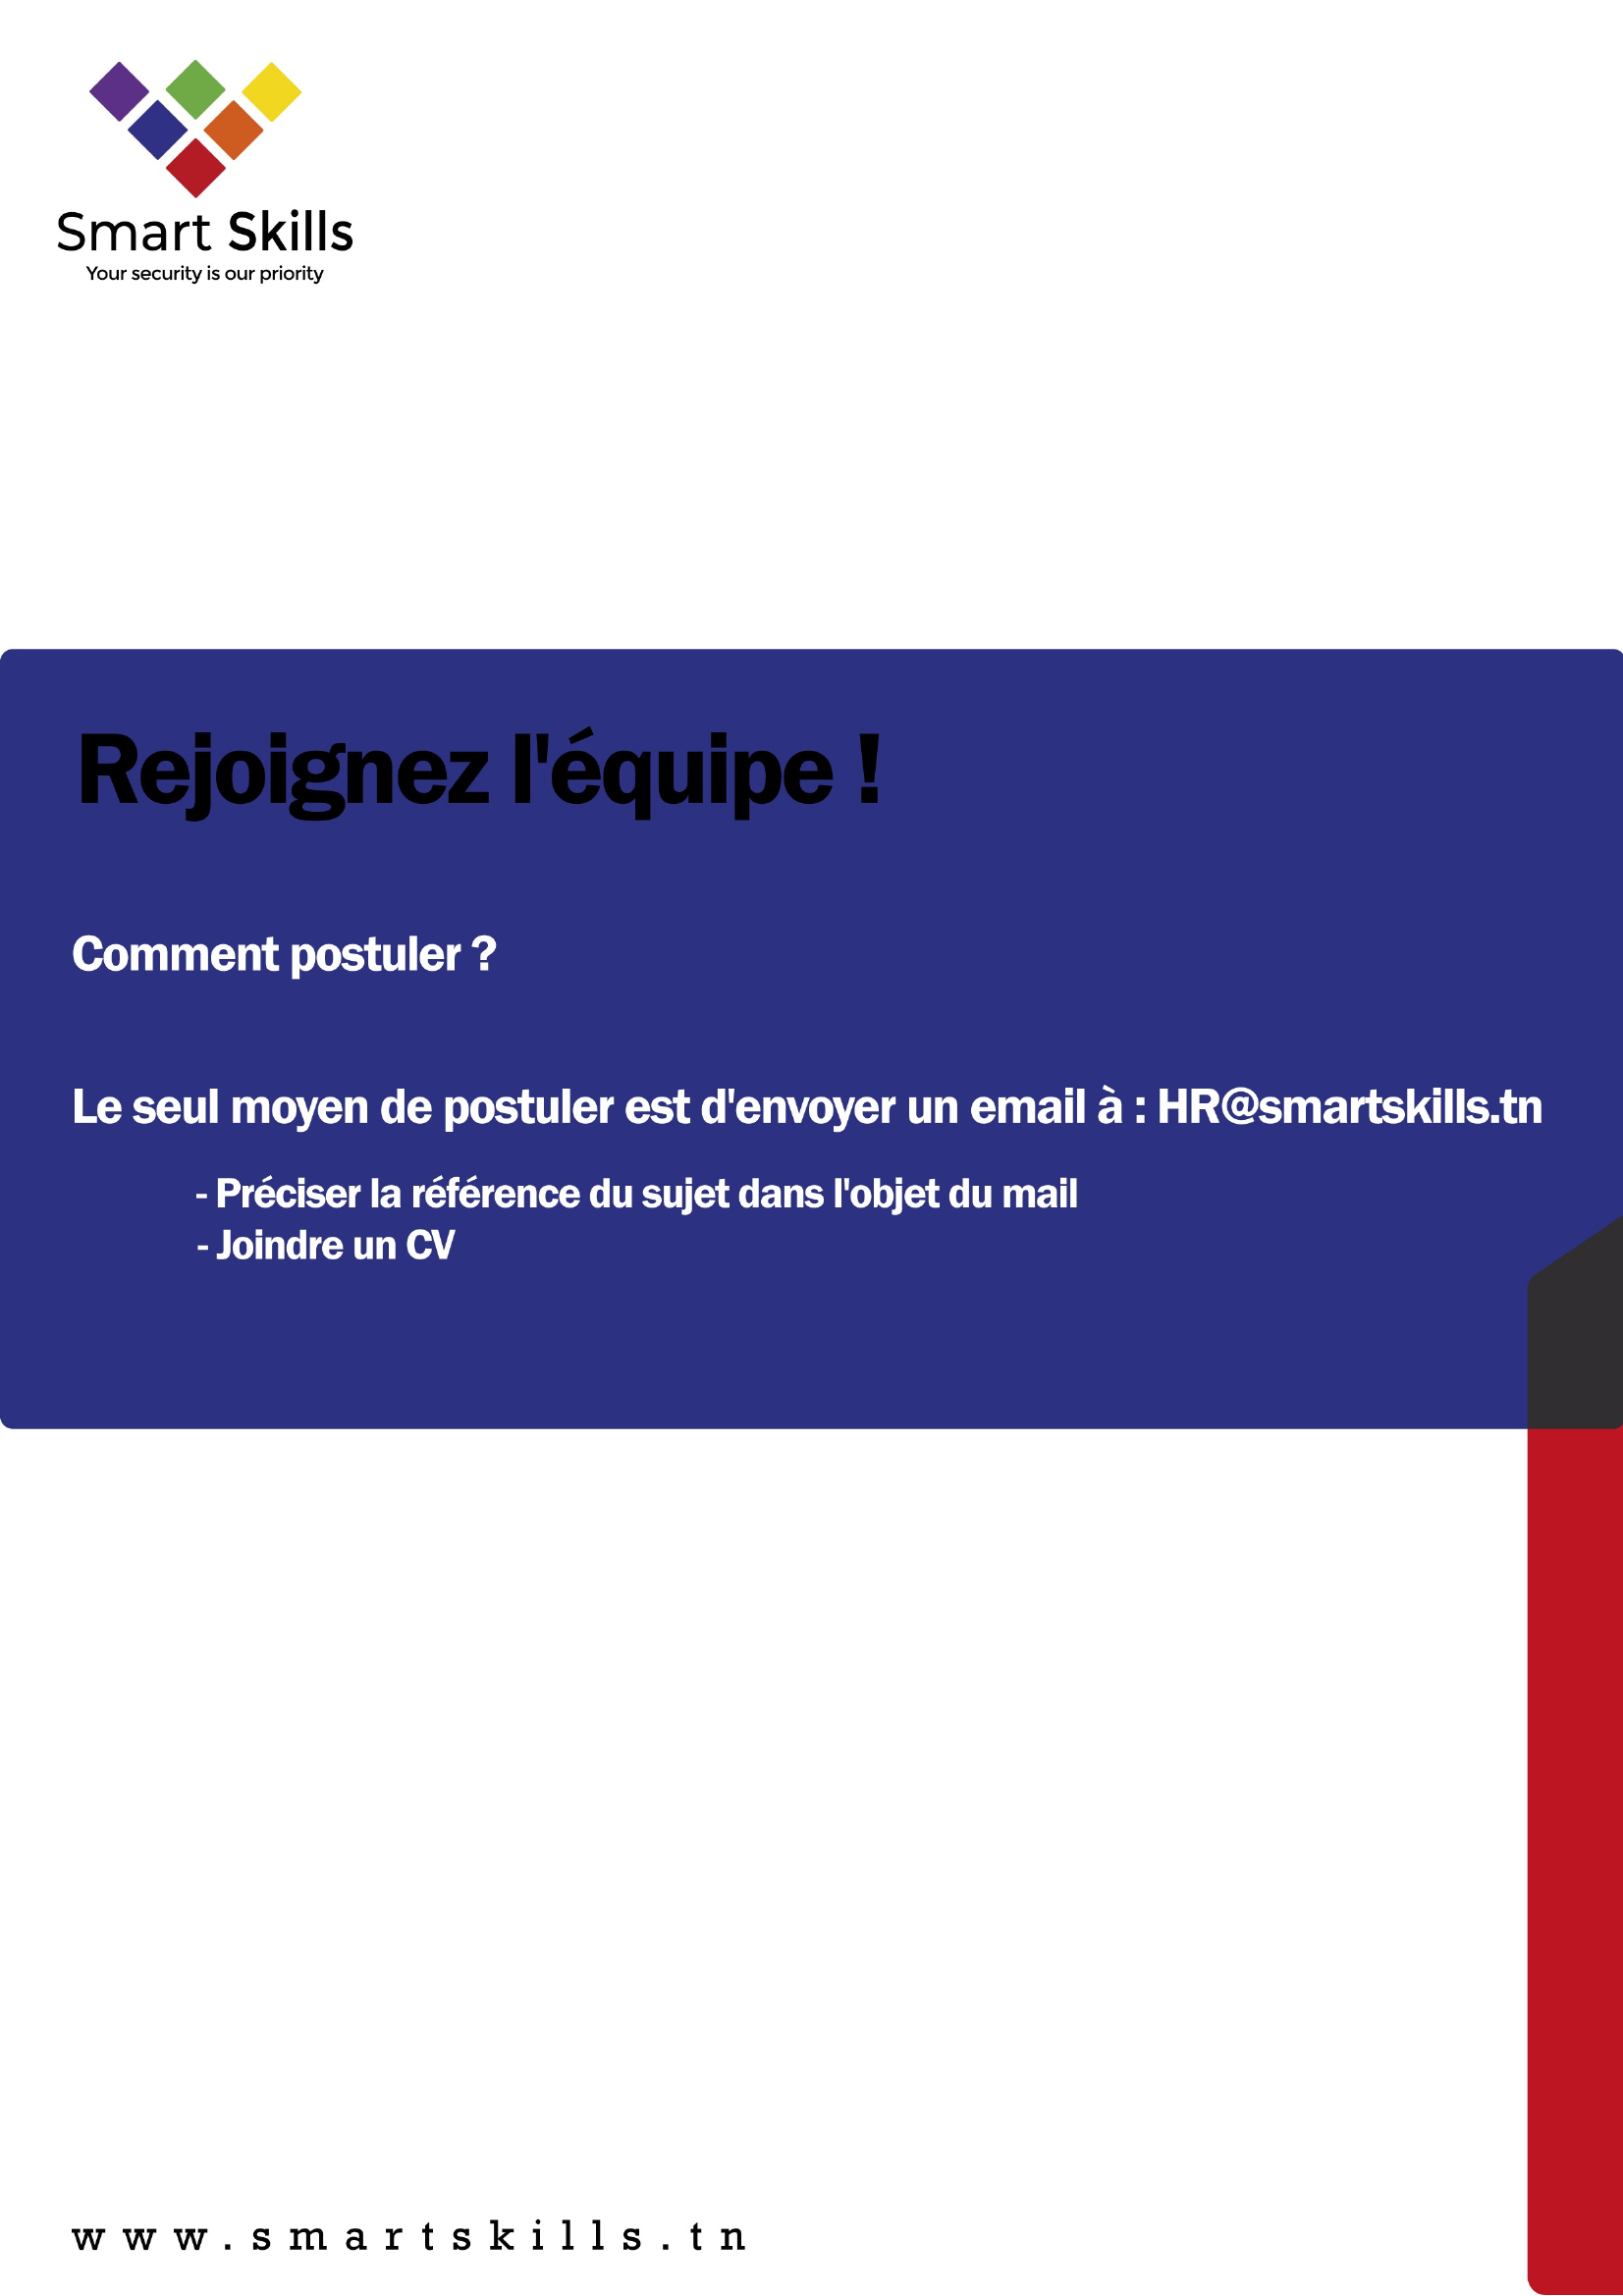 Smart Skills
Your security is our priority
Rejoignez l'équipe !
Comment postuler ?
Le seul moyen de postuler est d'envoyer un email à : HR@smartskills.tn
- Préciser la référence du sujet dans l'objet du mail
- Joindre un CV
www.smartskills.tn